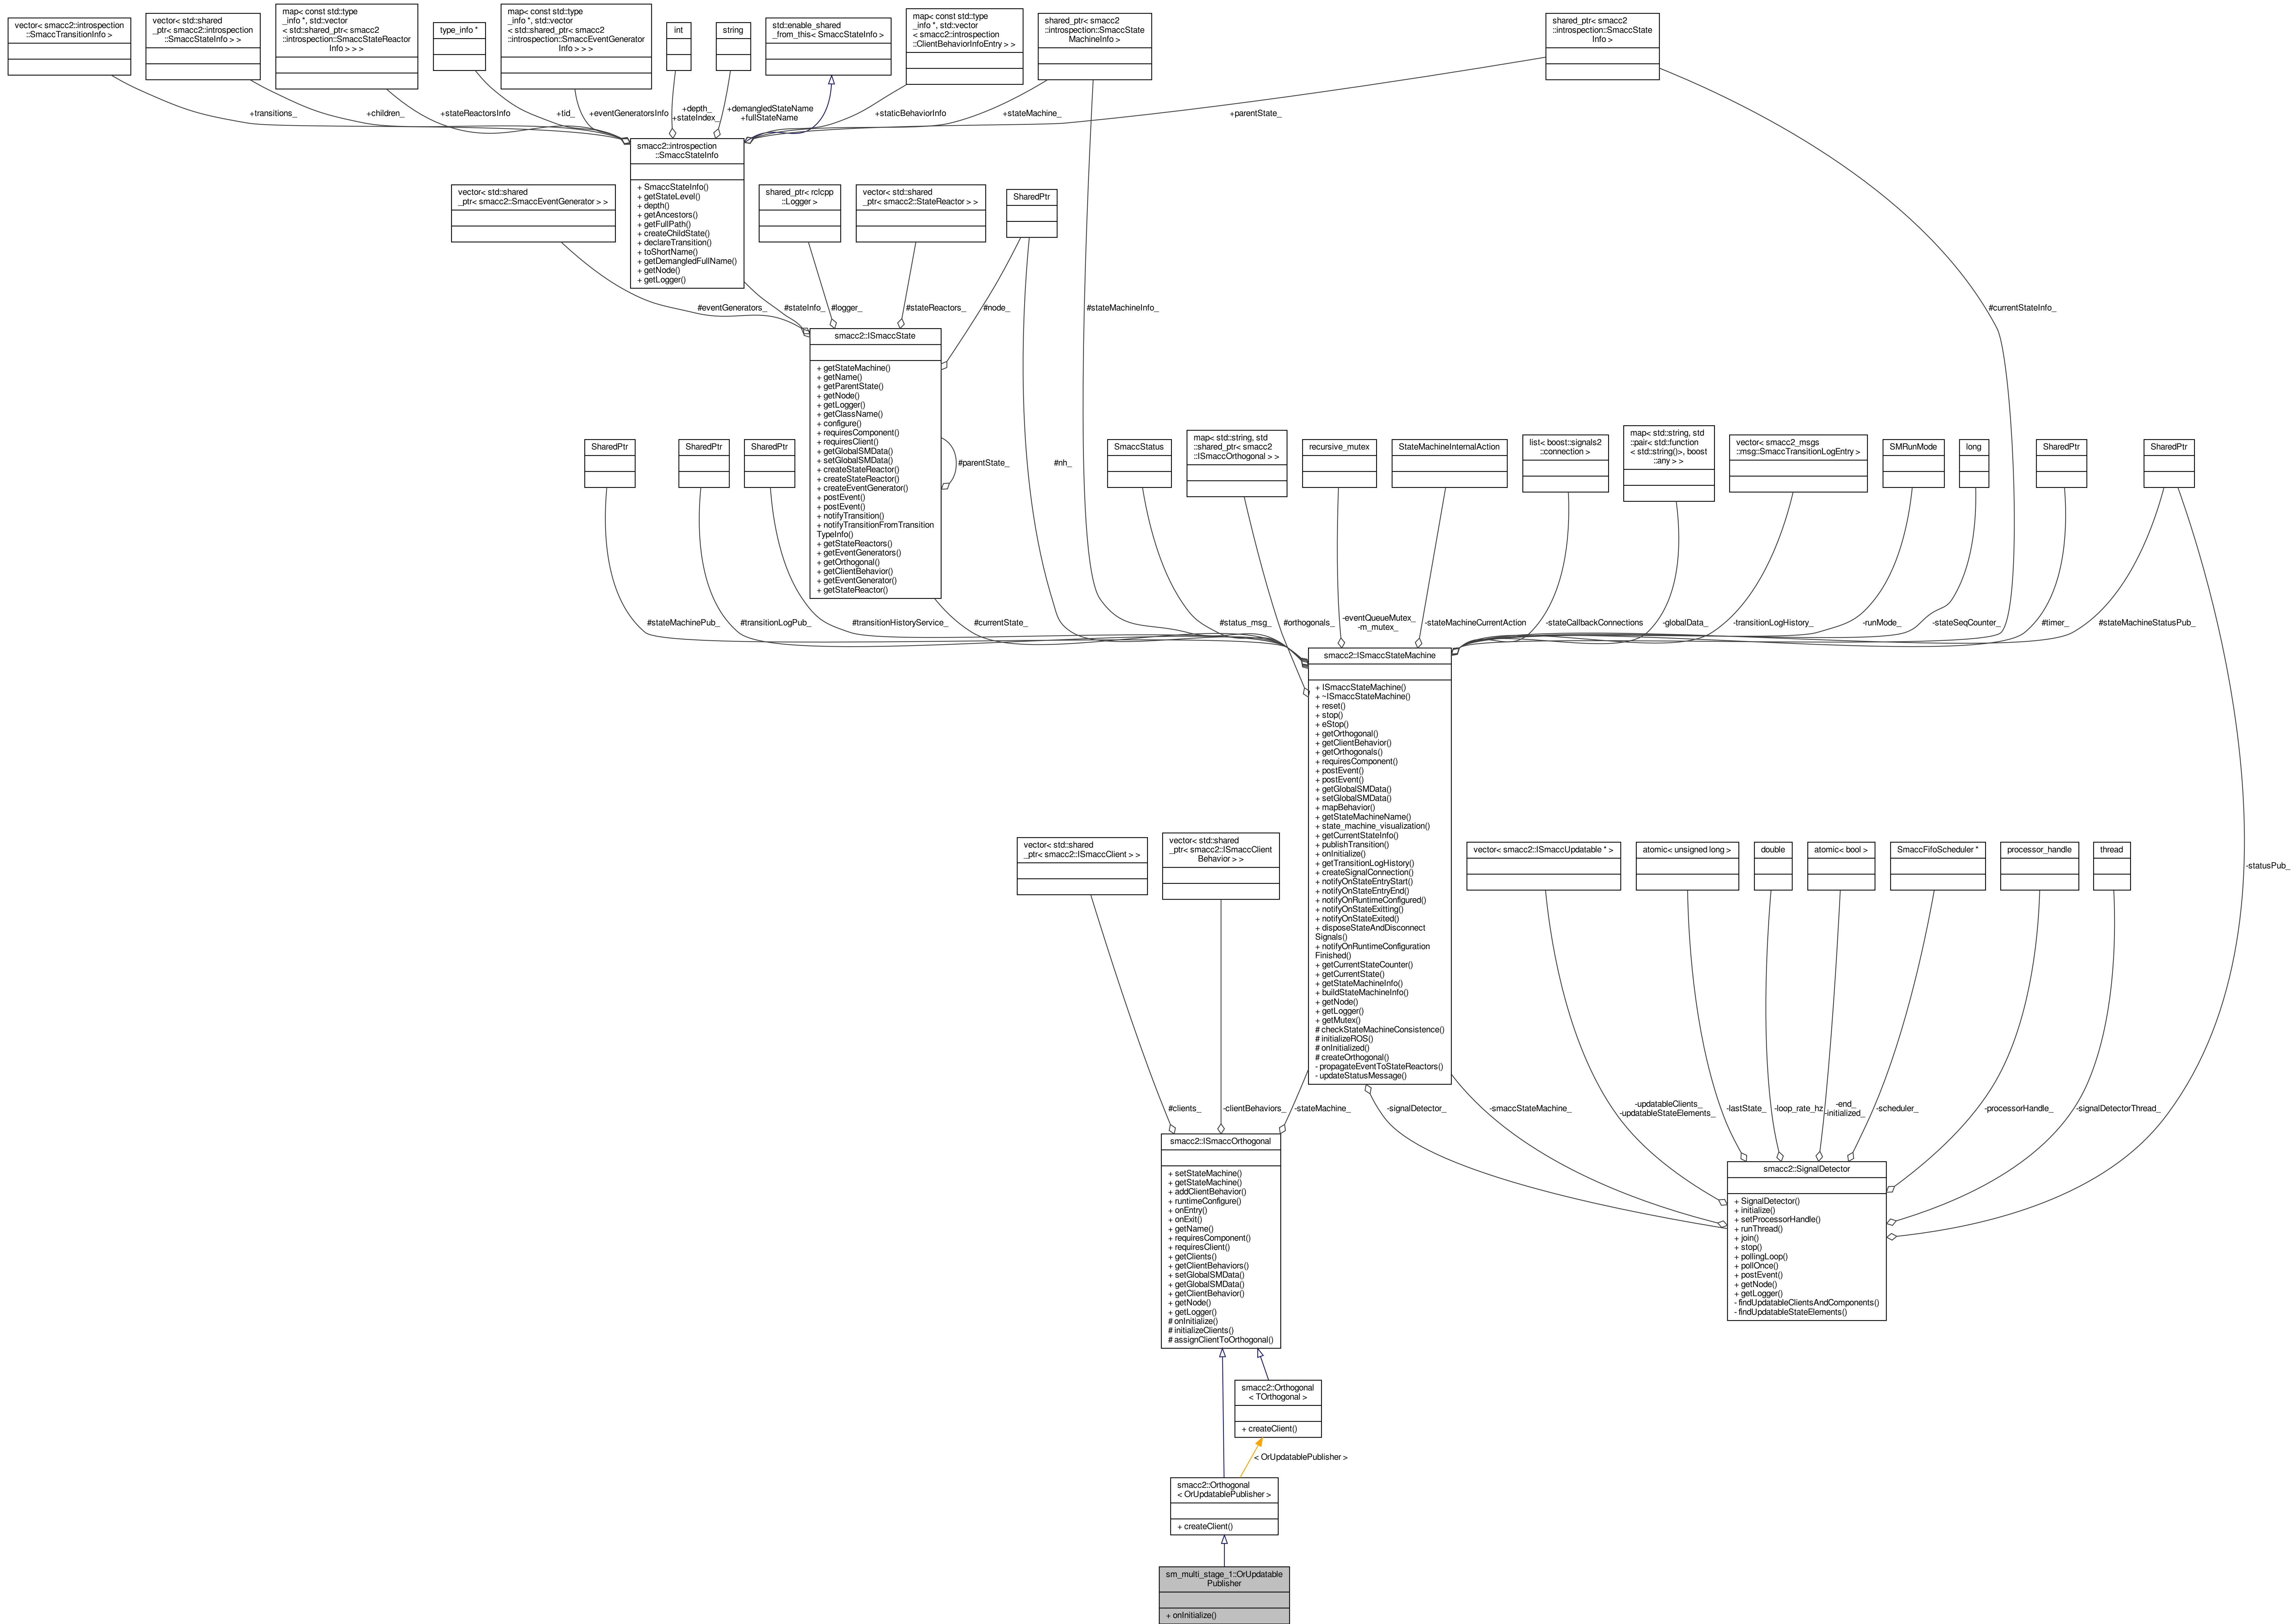 vector< smacc2::introspection
::SmaccTransitionInfo >
vector< std::shared
_ptr< smacc2::introspection
::SmaccStateInfo > >
map< const std::type
_info *, std::vector
< std::shared_ptr< smacc2
::introspection::SmaccStateReactor
Info > > >
type_info *
map< const std::type
_info *, std::vector
< std::shared_ptr< smacc2
::introspection::SmaccEventGenerator
Info > > >
int
string
std::enable_shared
_from_this< SmaccStateInfo >
map< const std::type
_info *, std::vector
< smacc2::introspection
::ClientBehaviorInfoEntry > >
shared_ptr< smacc2
::introspection::SmaccState
MachineInfo >
shared_ptr< smacc2
::introspection::SmaccState
Info >
+transitions_
+children_
+stateReactorsInfo
+tid_
+eventGeneratorsInfo
+depth_
+stateIndex_
+demangledStateName
+fullStateName
+staticBehaviorInfo
+stateMachine_
+parentState_
smacc2::introspection
::SmaccStateInfo
+ SmaccStateInfo()
+ getStateLevel()
+ depth()
+ getAncestors()
+ getFullPath()
+ createChildState()
+ declareTransition()
+ toShortName()
+ getDemangledFullName()
+ getNode()
+ getLogger()
vector< std::shared
_ptr< smacc2::SmaccEventGenerator > >
shared_ptr< rclcpp
::Logger >
vector< std::shared
_ptr< smacc2::StateReactor > >
SharedPtr
#eventGenerators_
#stateInfo_
#logger_
#stateReactors_
#node_
#stateMachineInfo_
#currentStateInfo_
smacc2::ISmaccState
+ getStateMachine()
+ getName()
+ getParentState()
+ getNode()
+ getLogger()
+ getClassName()
+ configure()
+ requiresComponent()
+ requiresClient()
+ getGlobalSMData()
+ setGlobalSMData()
+ createStateReactor()
+ createStateReactor()
+ createEventGenerator()
+ postEvent()
+ postEvent()
+ notifyTransition()
+ notifyTransitionFromTransition
TypeInfo()
+ getStateReactors()
+ getEventGenerators()
+ getOrthogonal()
+ getClientBehavior()
+ getEventGenerator()
+ getStateReactor()
#parentState_
#nh_
SharedPtr
SharedPtr
SharedPtr
SmaccStatus
map< std::string, std
::shared_ptr< smacc2
::ISmaccOrthogonal > >
recursive_mutex
StateMachineInternalAction
list< boost::signals2
::connection >
map< std::string, std
::pair< std::function
< std::string()>, boost
::any > >
vector< smacc2_msgs
::msg::SmaccTransitionLogEntry >
SMRunMode
long
SharedPtr
SharedPtr
#stateMachinePub_
#transitionLogPub_
#transitionHistoryService_
#currentState_
#status_msg_
#orthogonals_
-eventQueueMutex_
-m_mutex_
-stateMachineCurrentAction
-stateCallbackConnections
-globalData_
-transitionLogHistory_
-runMode_
-stateSeqCounter_
#timer_
#stateMachineStatusPub_
smacc2::ISmaccStateMachine
+ ISmaccStateMachine()
+ ~ISmaccStateMachine()
+ reset()
+ stop()
+ eStop()
+ getOrthogonal()
+ getClientBehavior()
+ getOrthogonals()
+ requiresComponent()
+ postEvent()
+ postEvent()
+ getGlobalSMData()
+ setGlobalSMData()
+ mapBehavior()
+ getStateMachineName()
+ state_machine_visualization()
+ getCurrentStateInfo()
+ publishTransition()
+ onInitialize()
+ getTransitionLogHistory()
+ createSignalConnection()
+ notifyOnStateEntryStart()
+ notifyOnStateEntryEnd()
+ notifyOnRuntimeConfigured()
+ notifyOnStateExitting()
+ notifyOnStateExited()
+ disposeStateAndDisconnect
Signals()
+ notifyOnRuntimeConfiguration
Finished()
+ getCurrentStateCounter()
+ getCurrentState()
+ getStateMachineInfo()
+ buildStateMachineInfo()
+ getNode()
+ getLogger()
+ getMutex()
# checkStateMachineConsistence()
# initializeROS()
# onInitialized()
# createOrthogonal()
- propagateEventToStateReactors()
- updateStatusMessage()
vector< std::shared
_ptr< smacc2::ISmaccClient > >
vector< std::shared
_ptr< smacc2::ISmaccClient
Behavior > >
vector< smacc2::ISmaccUpdatable * >
atomic< unsigned long >
double
atomic< bool >
SmaccFifoScheduler *
processor_handle
thread
-statusPub_
#clients_
-clientBehaviors_
-stateMachine_
-signalDetector_
-smaccStateMachine_
-updatableClients_
-updatableStateElements_
-lastState_
-loop_rate_hz
-end_
-initialized_
-scheduler_
-processorHandle_
-signalDetectorThread_
smacc2::ISmaccOrthogonal
+ setStateMachine()
+ getStateMachine()
+ addClientBehavior()
+ runtimeConfigure()
+ onEntry()
+ onExit()
+ getName()
+ requiresComponent()
+ requiresClient()
+ getClients()
+ getClientBehaviors()
+ setGlobalSMData()
+ getGlobalSMData()
+ getClientBehavior()
+ getNode()
+ getLogger()
# onInitialize()
# initializeClients()
# assignClientToOrthogonal()
smacc2::SignalDetector
+ SignalDetector()
+ initialize()
+ setProcessorHandle()
+ runThread()
+ join()
+ stop()
+ pollingLoop()
+ pollOnce()
+ postEvent()
+ getNode()
+ getLogger()
- findUpdatableClientsAndComponents()
- findUpdatableStateElements()
smacc2::Orthogonal
< TOrthogonal >
+ createClient()
< OrUpdatablePublisher >
smacc2::Orthogonal
< OrUpdatablePublisher >
+ createClient()
sm_multi_stage_1::OrUpdatable
Publisher
+ onInitialize()